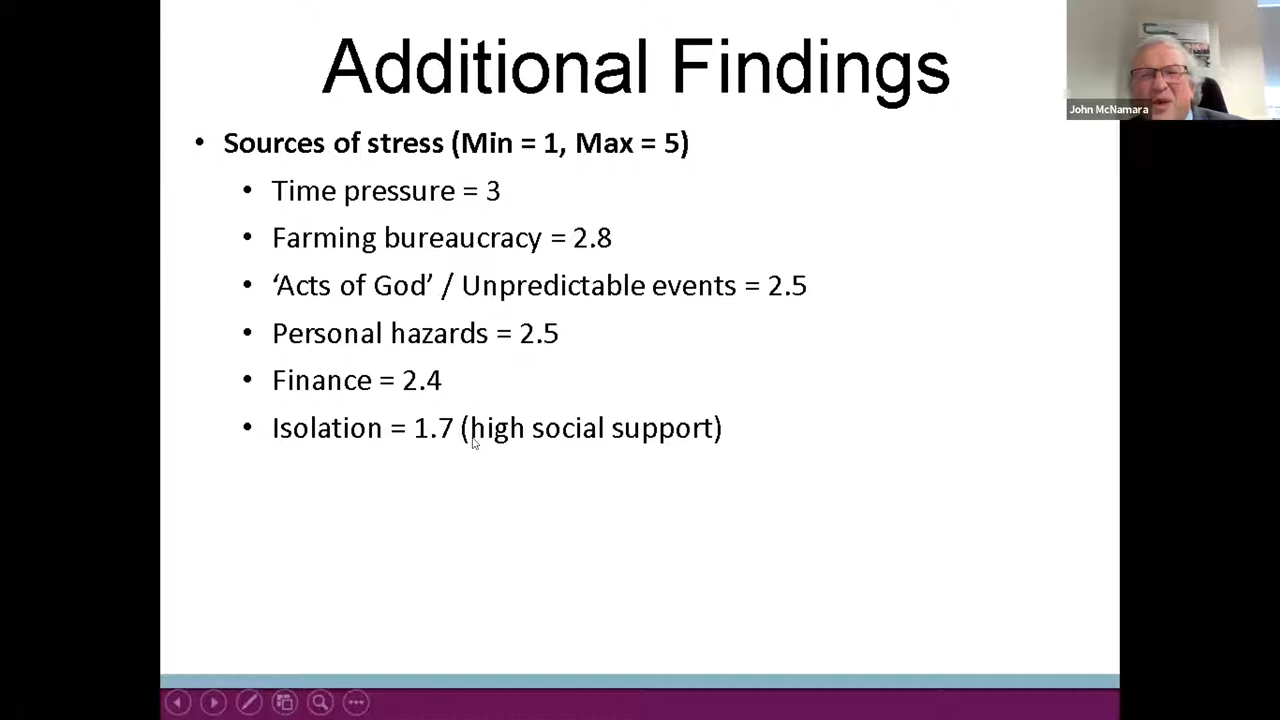 Additional Findings
John McNamara
• Sources of stress (Min = 1, Max = 5)
• Time pressure = 3
• Farming bureaucracy = 2.8
• ‘Acts of God’ / Unpredictable events = 2.5
• Personal hazards = 2.5
• Finance = 2.4
• Isolation = 1.7 (high social support)